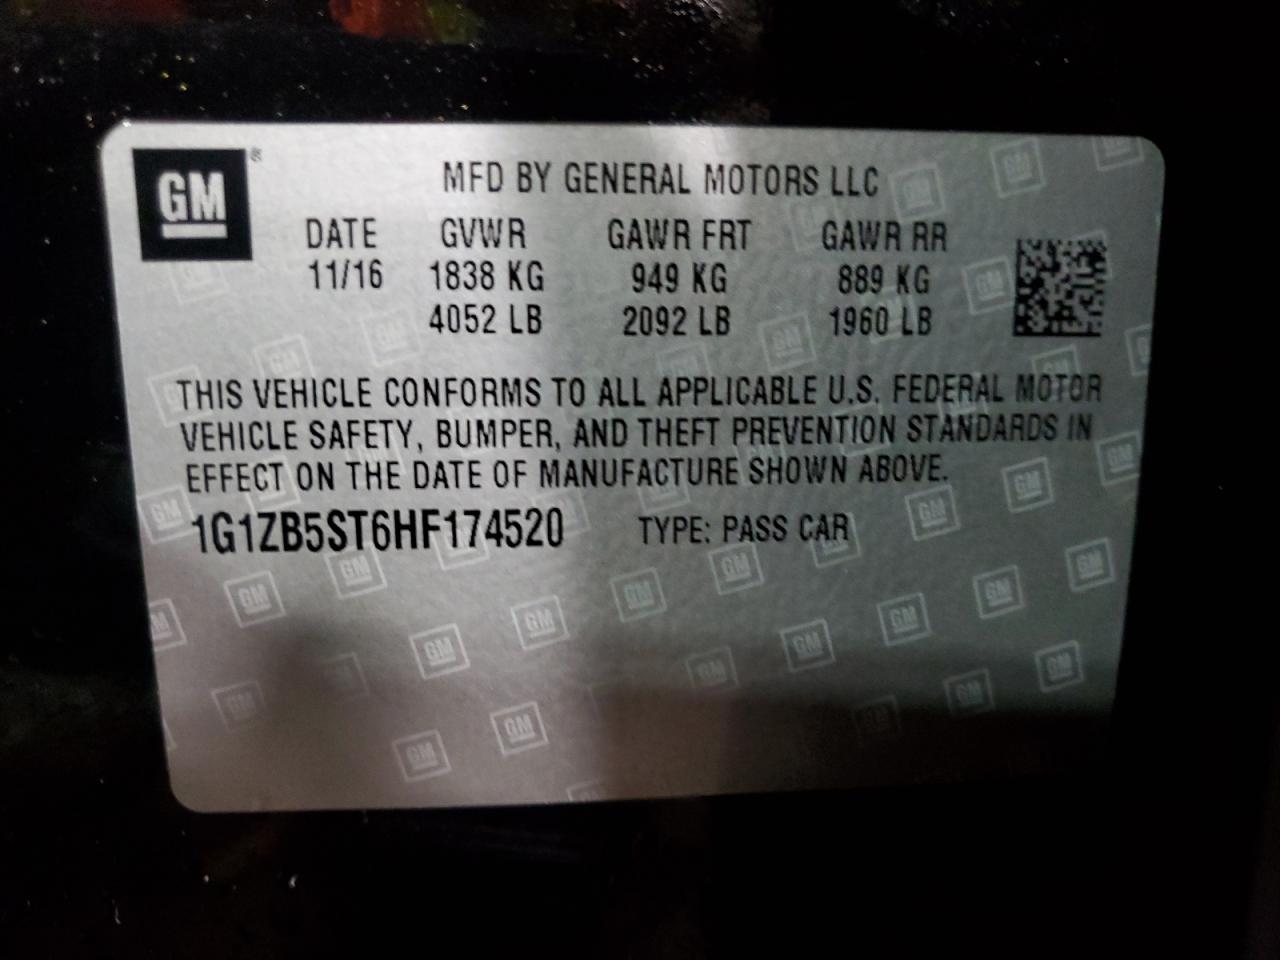 GM®
MFD BY GENERAL MOTORS LLC
DATE GVWR GAWR FRT GAWR RR
11/16 1838 KG 949 KG 889 KG
4052 LB 2092 LB 1960 LB
THIS VEHICLE CONFORMS TO ALL APPLICABLE U.S. FEDERAL MOTOR
VEHICLE SAFETY, BUMPER, AND THEFT PREVENTION STANDARDS IN
EFFECT ON THE DATE OF MANUFACTURE SHOWN ABOVE.
1G1ZB5ST6HF174520 TYPE: PASS CAR